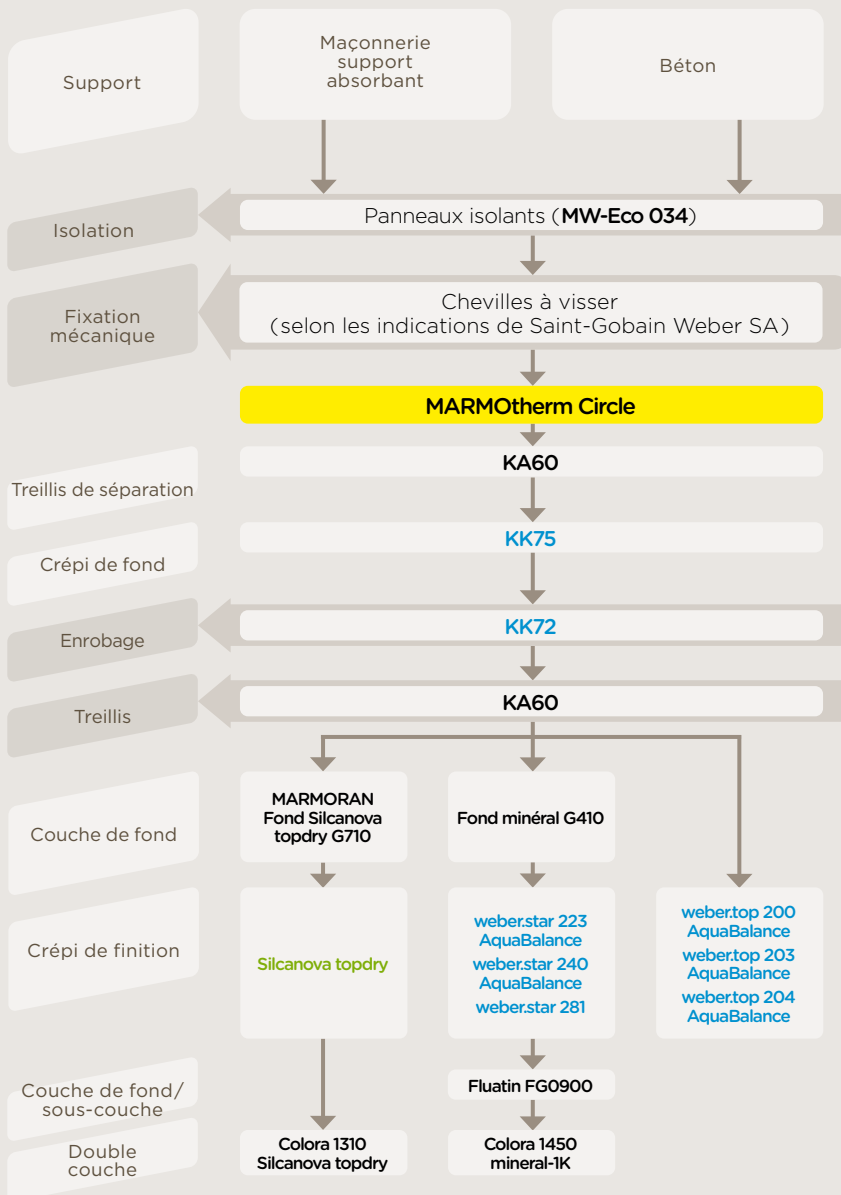 Support
Maçonnerie
support
absorbant
Béton
Isolation
Panneaux isolants (MW-Eco 034)
Fixation
mécanique
Chevilles à visser
(selon les indications de Saint-Gobain Weber SA)
MARMOtherm Circle
Treillis de séparation
KA60
Crépi de fond
KK75
Enrobage
KK72
Treillis
KA60
Couche de fond
MARMORAN
Fond Silcanova
topdry G710
Fond minéral G410
Crépi de finition
Silcanova topdry
weber.star 223
AquaBalance
weber.star 240
AquaBalance
weber.star 281
weber.top 200
AquaBalance
weber.top 203
AquaBalance
weber.top 204
AquaBalance
Couche de fond/
sous-couche
Fluatin FG0900
Double
couche
Colora 1310
Silcanova topdry
Colora 1450
mineral-1K